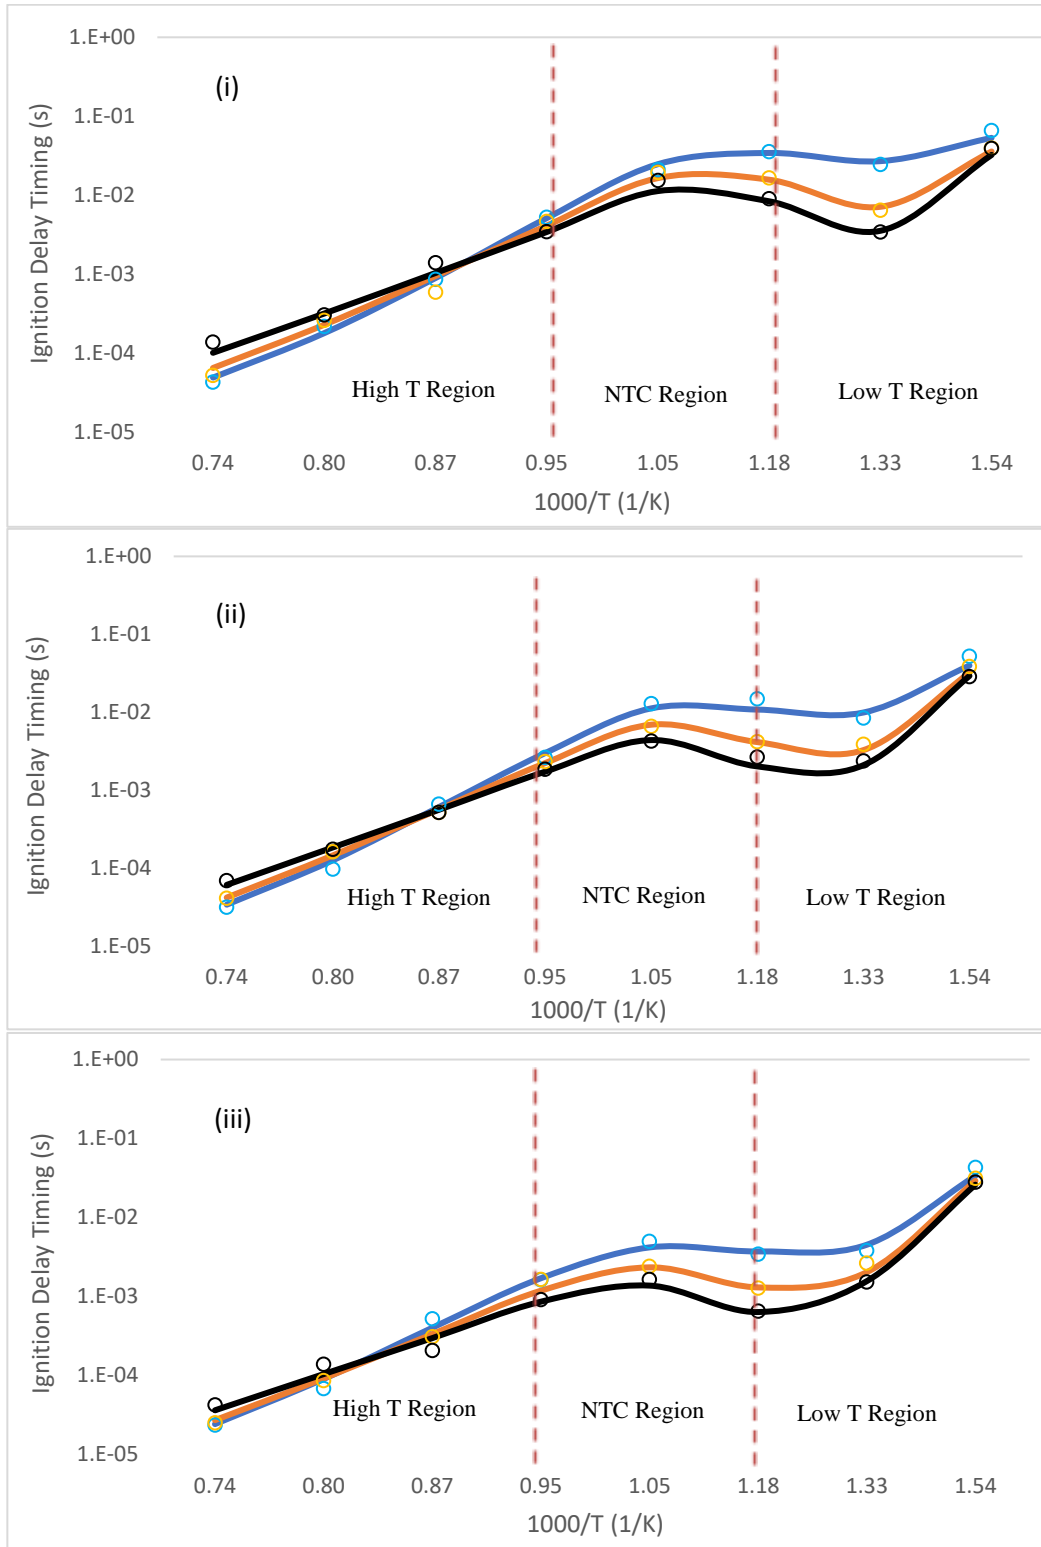 1.E+00
(i)
1.E-01
1.E-02
1.E-03
1.E-04
1.E-05
Ignition Delay Timing (s)
High T Region
NTC Region
Low T Region
0.74 0.80 0.87 0.95 1.05 1.18 1.33 1.54
1000/T (1/K)
1.E+00
(ii)
1.E-01
1.E-02
1.E-03
1.E-04
1.E-05
Ignition Delay Timing (s)
High T Region
NTC Region
Low T Region
0.74 0.80 0.87 0.95 1.05 1.18 1.33 1.54
1000/T (1/K)
1.E+00
(iii)
1.E-01
1.E-02
1.E-03
1.E-04
1.E-05
Ignition Delay Timing (s)
High T Region
NTC Region
Low T Region
0.74 0.80 0.87 0.95 1.05 1.18 1.33 1.54
1000/T (1/K)